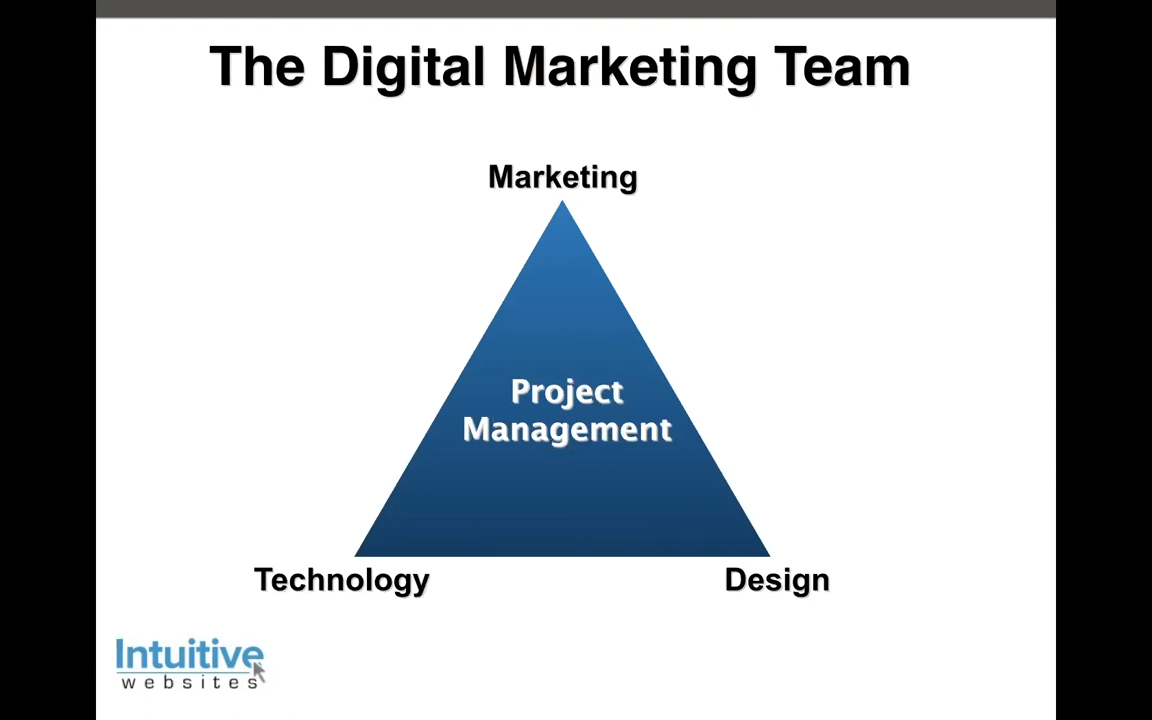 The Digital Marketing Team
Marketing
Project
Management
Technology
Design
Intuitive
websites